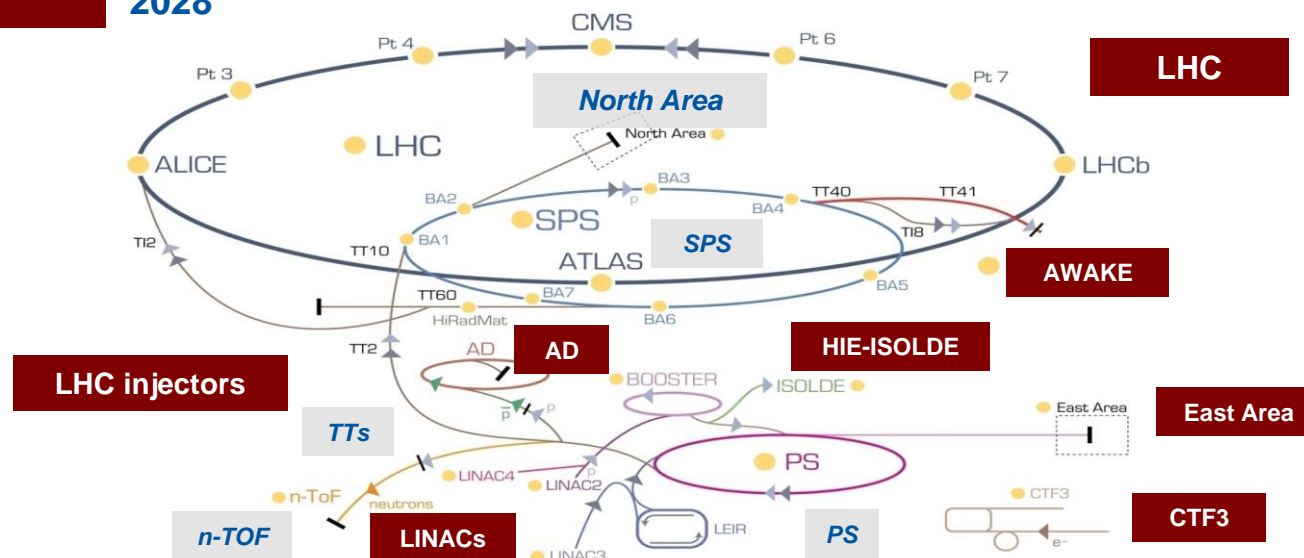 2028
CMS
Pt 4
Pt 6
LHC
Pt 3
Pt 7
North Area
North Area
LHC
ALICE
LHCb
BA3
TT40
TT41
BA2
p
BA4
SPS
TI8
TI2
TT10
BA1
SPS
ATLAS
AWAKE
TT60
BA7
BA5
HiRadMat
BA6
TT2
AD
AD
HIE-ISOLDE
LHC injectors
BOOSTER
ISOLDE
p̅
p
East Area
East Area
TTs
PS
LINAC4
p
LINAC2
n-ToF
neutrons
CTF3
CTF3
n-TOF
LINACs
LEIR
PS
e-
LINAC3